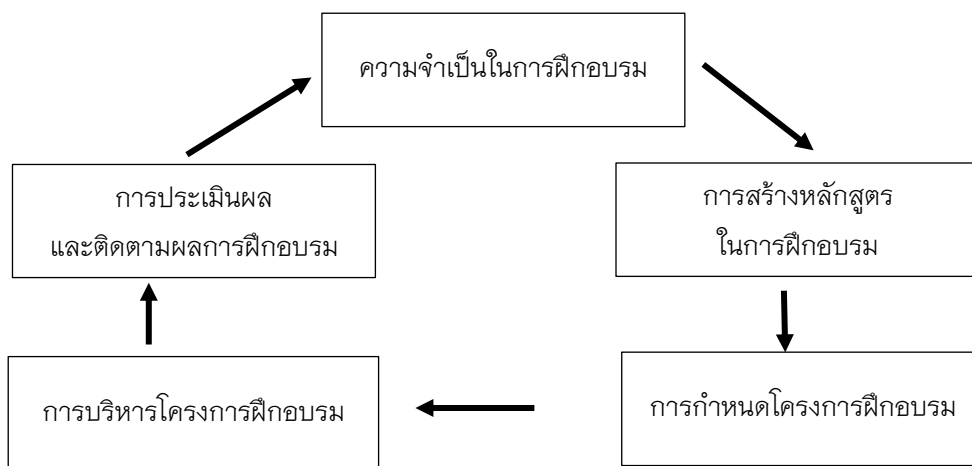 ความจำเป็นในการฝึกอบรม
การสร้างหลักสูตร
ในการฝึกอบรม
การกำหนดโครงการฝึกอบรม
การบริหารโครงการฝึกอบรม
การประเมินผล
และติดตามผลการฝึกอบรม